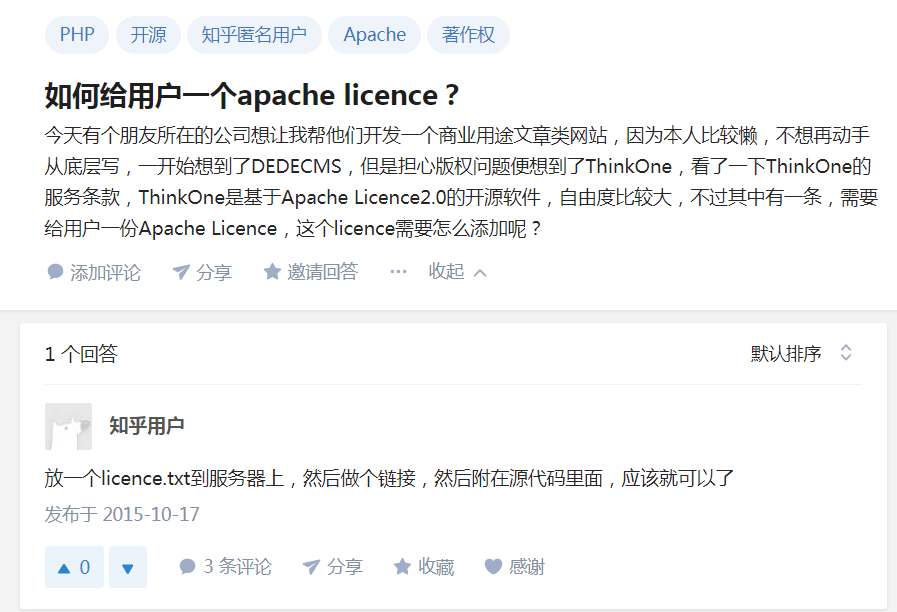 PHP 开源 知乎匿名用户 Apache 著作权
如何给用户一个apache licence？
今天有个朋友所在的公司想让我帮他们开发一个商业用途文章类网站，因为本人比较懒，不想再动手
从底层写，一开始想到了DEDECMS，但是担心版权问题便想到了ThinkOne，看了一下ThinkOne的
服务条款，ThinkOne是基于Apache Licence2.0的开源软件，自由度比较大，不过其中有一条，需要
给用户一份Apache Licence，这个licence需要怎么添加呢？
添加评论 分享 邀请回答 ··· 收起
1 个回答 默认排序
知乎用户
放一个licence.txt到服务器上，然后做个链接，然后附在源代码里面，应该就可以了
发布于 2015-10-17
0 3 条评论 分享 收藏 感谢